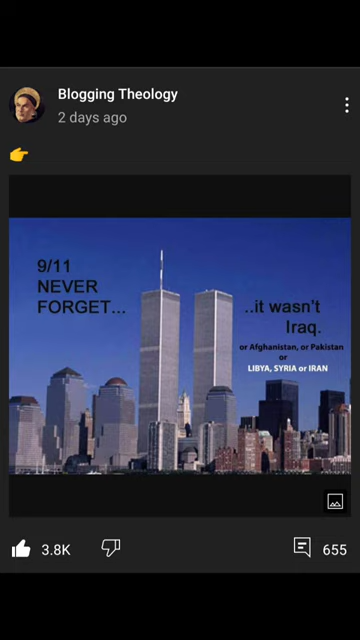 Blogging Theology
2 days ago
👉
9/11
NEVER
FORGET...
..it wasn't
Iraq.
or Afghanistan, or Pakistan
or
LIBYA, SYRIA or IRAN
3.8K
655